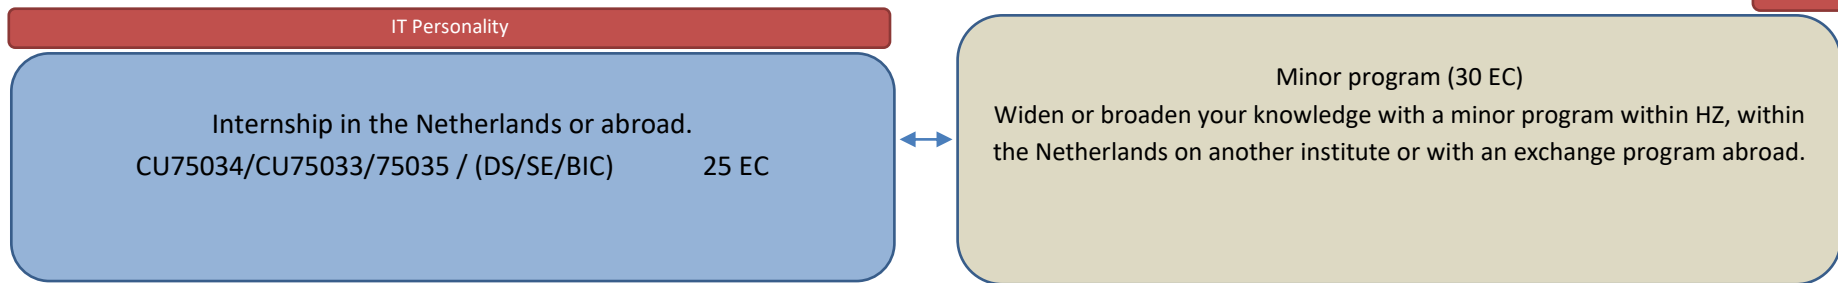 IT Personality
Internship in the Netherlands or abroad.
CU75034/CU75033/75035 / (DS/SE/BIC) 25 EC
Minor program (30 EC)
Widen or broaden your knowledge with a minor program within HZ, within
the Netherlands on another institute or with an exchange program abroad.